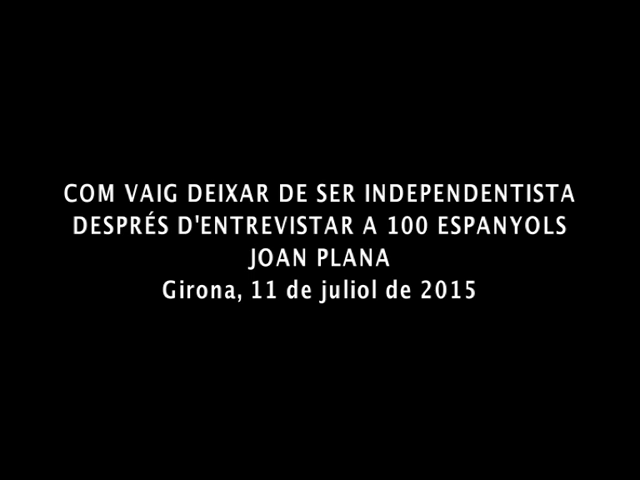 COM VAIG DEIXAR DE SER INDEPENDENTISTA
DESPRÉS D'ENTREVISTAR A 100 ESPANYOLS
JOAN PLANA
Girona, 11 de juliol de 2015